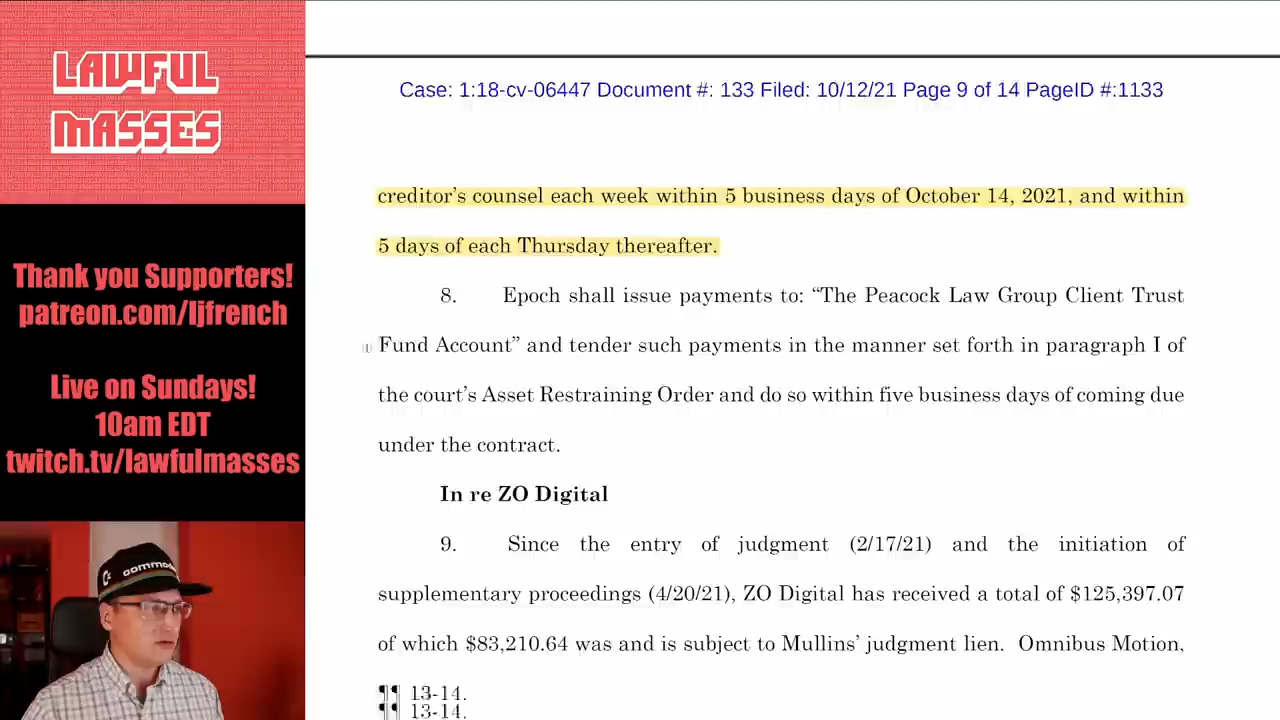 LAWFUL
MASSES
Thank you Supporters!
patreon.com/ljfrench
Live on Sundays!
10am EDT
twitch.tv/lawfulmasses
commod
Case: 1:18-cv-06447 Document #: 133 Filed: 10/12/21 Page 9 of 14 PageID #:1133
creditor's counsel each week within 5 business days of October 14, 2021, and within
5 days of each Thursday thereafter.
8. Epoch shall issue payments to: “The Peacock Law Group Client Trust
Fund Account” and tender such payments in the manner set forth in paragraph I of
the court's Asset Restraining Order and do so within five business days of coming due
under the contract.
In re ZO Digital
9. Since the entry of judgment (2/17/21) and the initiation of
supplementary proceedings (4/20/21), ZO Digital has received a total of $125,397.07
of which $83,210.64 was and is subject to Mullins' judgment lien. Omnibus Motion,
¶¶ 13-14.
¶¶ 13-14.